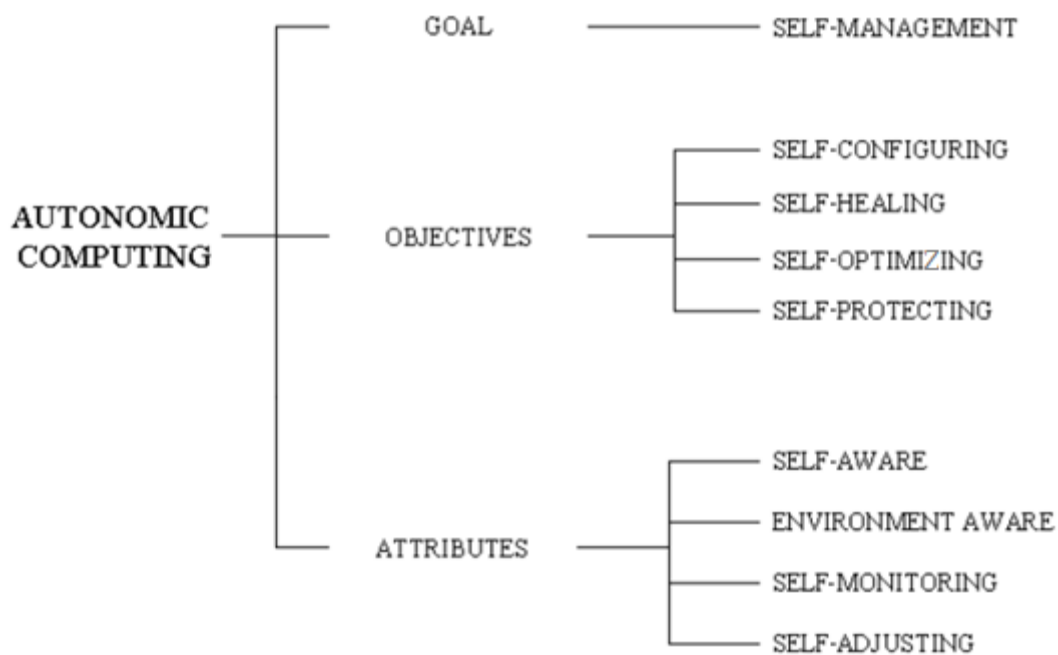 GOAL
SELF-MANAGEMENT
AUTONOMIC
COMPUTING
OBJECTIVES
SELF-CONFIGURING
SELF-HEALING
SELF-OPTIMIZING
SELF-PROTECTING
ATTRIBUTES
SELF-AWARE
ENVIRONMENT AWARE
SELF-MONITORING
SELF-ADJUSTING